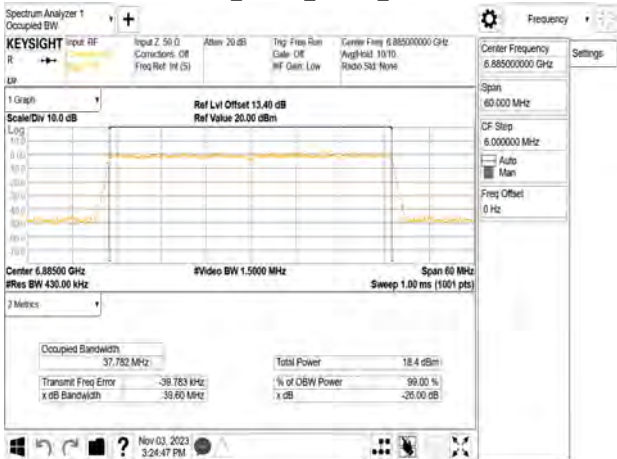 Spectrum Analyzer 1
Occupied BW
Frequency
KEYSIGHT Input: RF
Input Z: 50 Ω
Atten: 20 dB
Trig: Free Run
Center Freq: 6.885000000 GHz
R
Corrections: Off
Gate: Off
Avg|Hold: 10/10
Freq Ref: Int (S)
#IF Gain: Low
Radio Std: None
Center Frequency
6.885000000 GHz
Settings
Span
60.000 MHz
CF Step
6.000000 MHz
Auto
Man
Freq Offset
0 Hz
1 Graph
Ref Lvl Offset 13.40 dB
Scale/Div 10.0 dB
Ref Value 20.00 dBm
Log
10.0
0.00
Center 6.88500 GHz
#Video BW 1.5000 MHz
Span 60 MHz
#Res BW 430.00 kHz
Sweep 1.00 ms (1001 pts)
2 Metrics
Occupied Bandwidth
37.782 MHz
Total Power
18.4 dBm
Transmit Freq Error
-39.783 kHz
% of OBW Power
99.00 %
x dB Bandwidth
39.60 MHz
x dB
-26.00 dB
Nov 03, 2023
3:24:47 PM